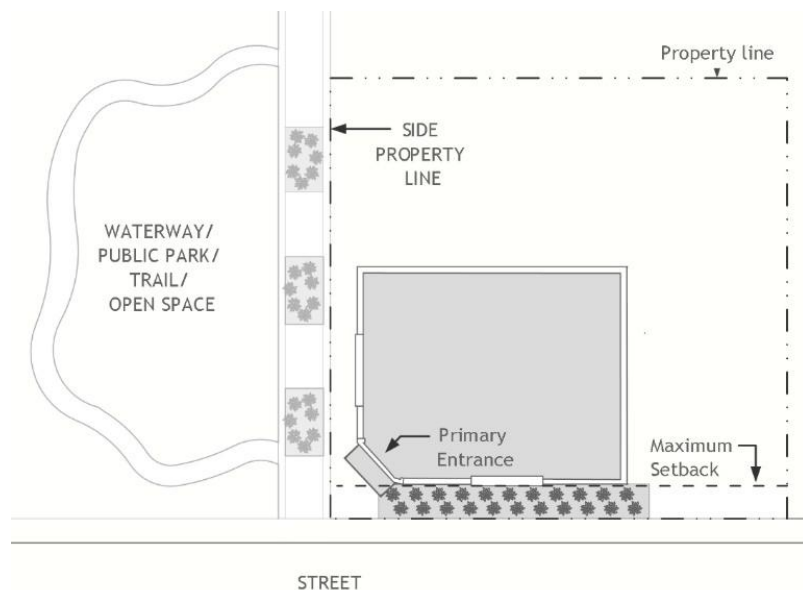 Property line
SIDE
PROPERTY
LINE
WATERWAY/
PUBLIC PARK/
TRAIL/
OPEN SPACE
Primary
Entrance
Maximum
Setback
STREET